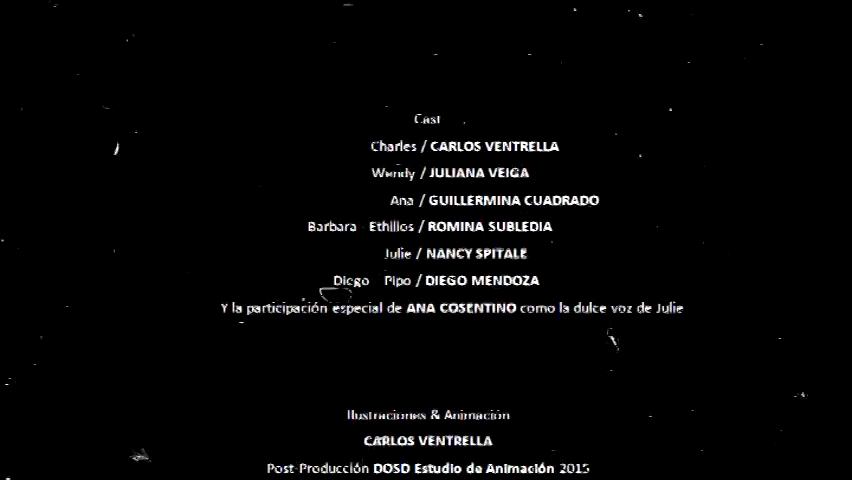 Cast
Charles / CARLOS VENTRELLA
Wendy / JULIANA VEIGA
Ana / GUILLERMINA CUADRADO
Barbara Ethillos / ROMINA SUBLEDIA
Julie / NANCY SPITALE
Diego Pipo / DIEGO MENDOZA
Y la participación especial de ANA COSENTINO como la dulce voz de Julie
Ilustraciones & Animación
CARLOS VENTRELLA
Post-Producción DOSD Estudio de Animación 2015